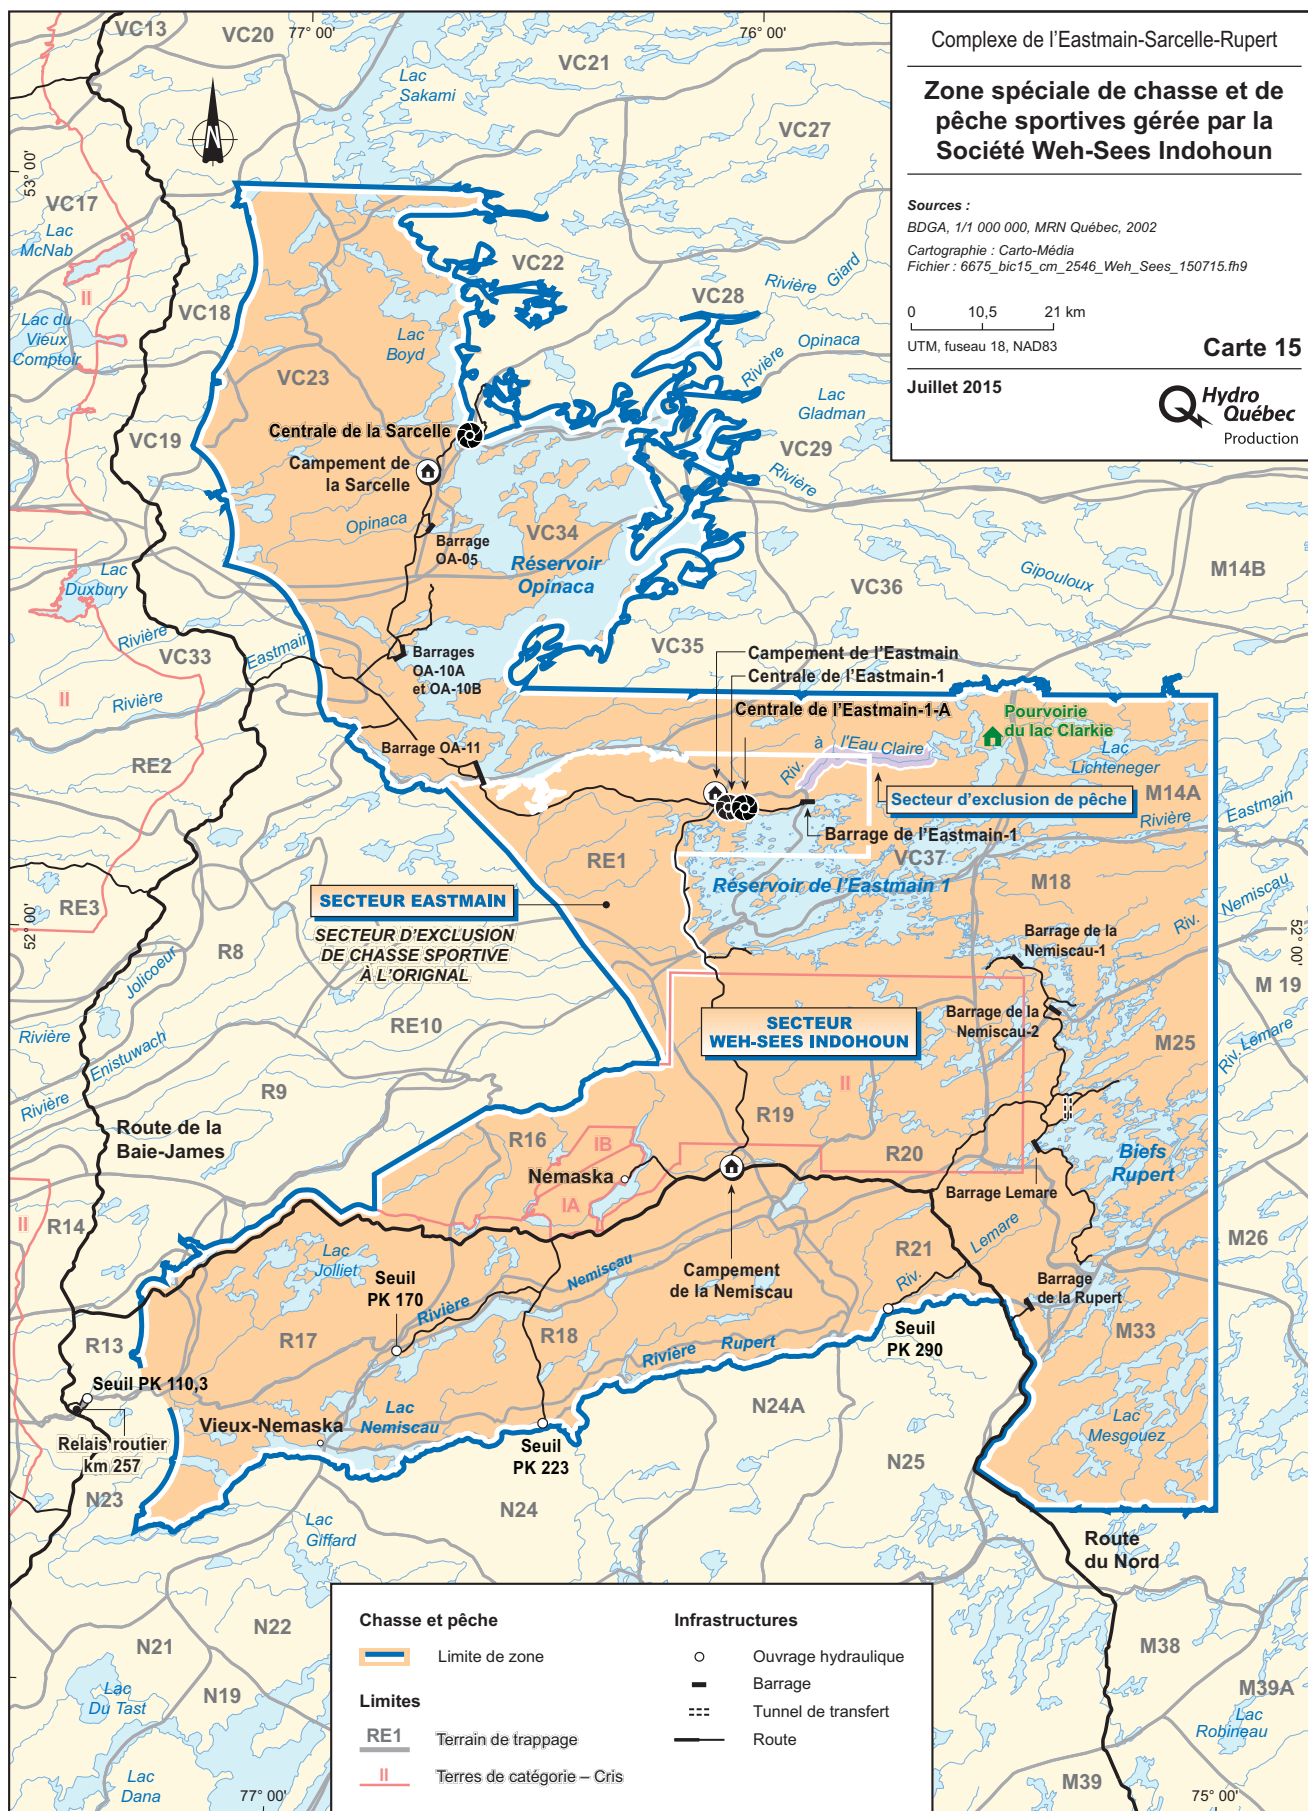 Complexe de l'Eastmain-Sarcelle-Rupert
Zone spéciale de chasse et de
pêche sportives gérée par la
Société Weh-Sees Indohoun
Sources :
BDGA, 1/1 000 000, MRN Québec, 2002
Cartographie : Carto-Média
Fichier : 6675_bic15_cm_2546_Weh_Sees_150715.fh9
0 10,5 21 km
UTM, fuseau 18, NAD83
Carte 15
Juillet 2015
Hydro
Québec
Production
77° 00'
76° 00'
53° 00'
N
VC13
VC20
VC21
VC27
Lac
Sakami
VC17
Lac
McNab
II
Lac du
Vieux
Comptoir
VC18
VC22
VC28
Rivière Giard
Lac
Boyd
Rivière Opinaca
VC23
Lac
Gladman
VC19
Centrale de la Sarcelle
Campement de
la Sarcelle
VC29
Rivière
Opinaca
Barrage
OA-05
VC34
Réservoir
Opinaca
Lac
Duxbury
VC36
Gipouloux
M14B
Rivière Eastmain
VC33
VC35
Barrages
OA-10A
et OA-10B
Campement de l'Eastmain
Centrale de l'Eastmain-1
Centrale de l'Eastmain-1-A
Pourvoirie
du lac Clarkie
II
Rivière
RE2
Barrage OA-11
Riv. à l'Eau Claire
Lac
Lichteneger
Secteur d'exclusion de pêche
M14A
Rivière Eastmain
Barrage de l'Eastmain-1
VC37
RE1
Réservoir de l'Eastmain 1
M18
SECTEUR EASTMAIN
SECTEUR D'EXCLUSION
DE CHASSE SPORTIVE
À L'ORIGNAL
RE3
52° 00'
R8
Riv. Nemiscau
52° 00'
Barrage de la
Nemiscau-1
Jolicoeur
Rivière
M 19
SECTEUR
WEH-SEES INDOHOUN
Barrage de la
Nemiscau-2
RE10
Enistuwach
Rivière
M25
Riv. Lemare
R9
II
Route de la
Baie-James
R19
R16
IB
R20
Biefs
Rupert
Nemaska
IA
Barrage Lemare
II
R14
Lemare
Riv.
M26
R21
Lac
Jolliet
Seuil
PK 170
Nemiscau
Rivière
Campement
de la Nemiscau
Barrage
de la Rupert
R13
R17
R18
Rivière Rupert
Seuil
PK 290
M33
Seuil PK 110,3
Vieux-Nemaska
Lac
Nemiscau
N24A
Lac
Mesgouez
Relais routier
km 257
Seuil
PK 223
N25
N23
N24
Lac
Giffard
Route
du Nord
N22
N21
N19
Lac
Du Tast
M38
M39A
Lac
Robineau
Lac
Dana
M39
77° 00'
75° 00'
Chasse et pêche
Limite de zone
Limites
RE1 Terrain de trappage
II Terres de catégorie – Cris
Infrastructures
Ouvrage hydraulique
Barrage
Tunnel de transfert
Route